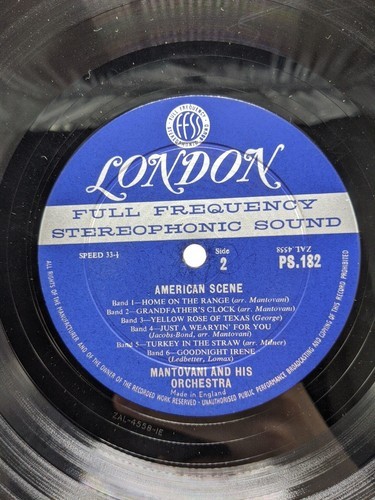 FULL FREQUENCY
FFSS
STEREOPHONIC SOUND
LONDON
FULL FREQUENCY
STEREOPHONIC SOUND
SPEED 33-⅓
Side
2
ZAL 4558
PS.182
AMERICAN SCENE
Band 1—HOME ON THE RANGE (arr. Mantovani)
Band 2—GRANDFATHER'S CLOCK (arr. Mantovani)
Band 3—YELLOW ROSE OF TEXAS (George)
Band 4—JUST A WEARYIN' FOR YOU
(Jacobs-Bond, arr. Mantovani)
Band 5—TURKEY IN THE STRAW (arr. Milner)
Band 6—GOODNIGHT IRENE
(Ledbetter, Lomax)
MANTOVANI AND HIS
ORCHESTRA
Made in England
ALL RIGHTS OF THE MANUFACTURER AND OF THE OWNER OF THE RECORDED WORK RESERVED - UNAUTHORISED PUBLIC PERFORMANCE BROADCASTING AND COPYING OF THIS RECORD PROHIBITED
ZAL-4558-1E